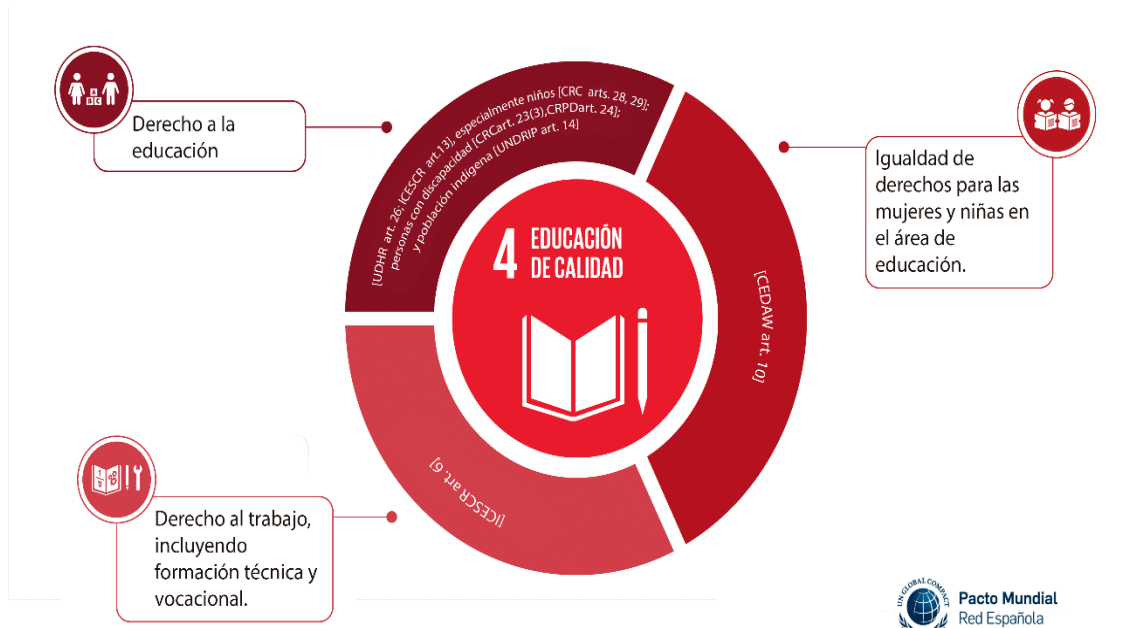 A
B C
Derecho a la
educación
[UDHR art. 26; ICESCR art.13], especialmente niños [CRC arts. 28, 29];
personas con discapacidad [CRCart. 23(3),CRPDart. 24];
y población indígena [UNDRIP art. 14]
Igualdad de
derechos para las
mujeres y niñas en
el área de
educación.
[CEDAW art. 10]
4 EDUCACIÓN
DE CALIDAD
[ICESCR art. 6]
Derecho al trabajo,
incluyendo
formación técnica y
vocacional.
UN GLOBAL COMPACT
Pacto Mundial
Red Española